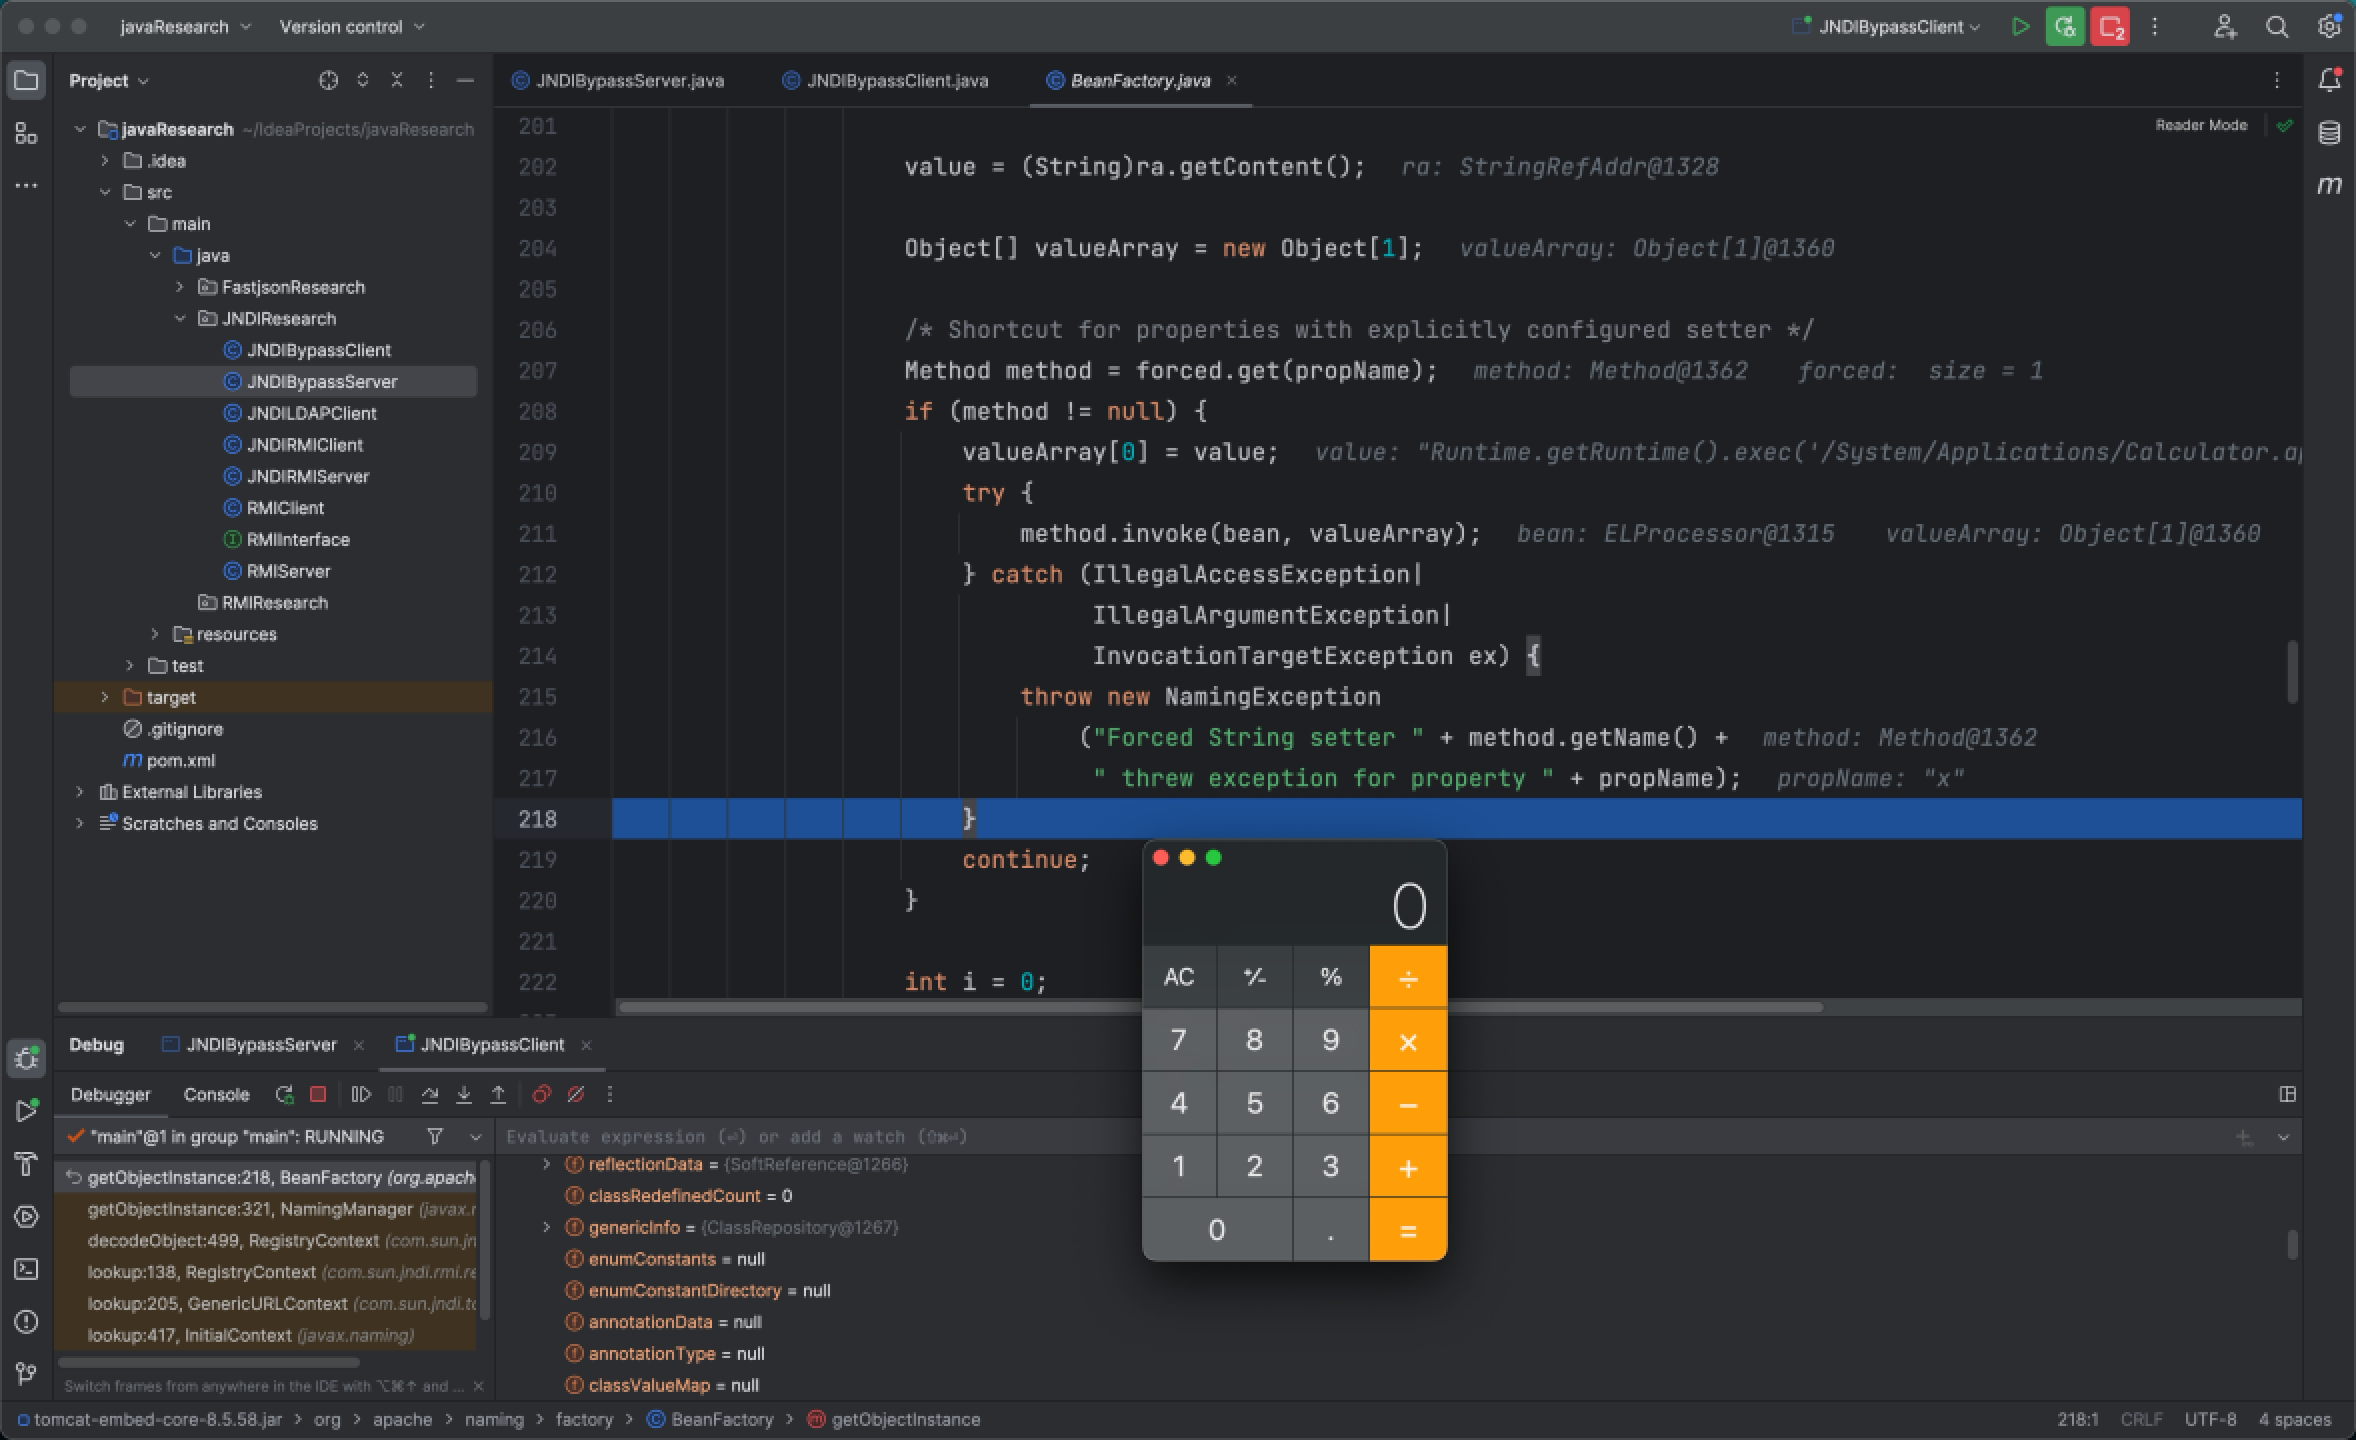 javaResearch Version control JNDIBypassClient 2
Project
javaResearch ~/IdeaProjects/javaResearch
.idea
src
main
java
FastjsonResearch
JNDIResearch
JNDIBypassClient
JNDIBypassServer
JNDILDAPClient
JNDIRMIClient
JNDIRMIServer
RMIClient
RMIInterface
RMIServer
RMIResearch
resources
test
target
.gitignore
pom.xml
External Libraries
Scratches and Consoles
JNDIBypassServer.java JNDIBypassClient.java BeanFactory.java
Reader Mode
201
202 value = (String)ra.getContent(); ra: StringRefAddr@1328
203
204 Object[] valueArray = new Object[1]; valueArray: Object[1]@1360
205
206 /* Shortcut for properties with explicitly configured setter */
207 Method method = forced.get(propName); method: Method@1362 forced: size = 1
208 if (method != null) {
209 valueArray[0] = value; value: "Runtime.getRuntime().exec('/System/Applications/Calculator.ap
210 try {
211 method.invoke(bean, valueArray); bean: ELProcessor@1315 valueArray: Object[1]@1360
212 } catch (IllegalAccessException|
213 IllegalArgumentException|
214 InvocationTargetException ex) {
215 throw new NamingException
216 ("Forced String setter " + method.getName() + method: Method@1362
217 " threw exception for property " + propName); propName: "x"
218 }
219 continue;
220 }
221
222 int i = 0;
0
AC +/- % ÷
7 8 9 ×
4 5 6 −
1 2 3 +
0 . =
Debug JNDIBypassServer JNDIBypassClient
Debugger Console
"main"@1 in group "main": RUNNING
getObjectInstance:218, BeanFactory (org.apach
getObjectInstance:321, NamingManager (javax.r
decodeObject:499, RegistryContext (com.sun.jn
lookup:138, RegistryContext (com.sun.jndi.rmi.re
lookup:205, GenericURLContext (com.sun.jndi.to
lookup:417, InitialContext (javax.naming)
Switch frames from anywhere in the IDE with ⌥⌘↑ and ...
Evaluate expression (⏎) or add a watch (⇧⌘⏎)
reflectionData = {SoftReference@1266}
classRedefinedCount = 0
genericInfo = {ClassRepository@1267}
enumConstants = null
enumConstantDirectory = null
annotationData = null
annotationType = null
classValueMap = null
tomcat-embed-core-8.5.58.jar > org > apache > naming > factory > BeanFactory > getObjectInstance
218:1 CRLF UTF-8 4 spaces